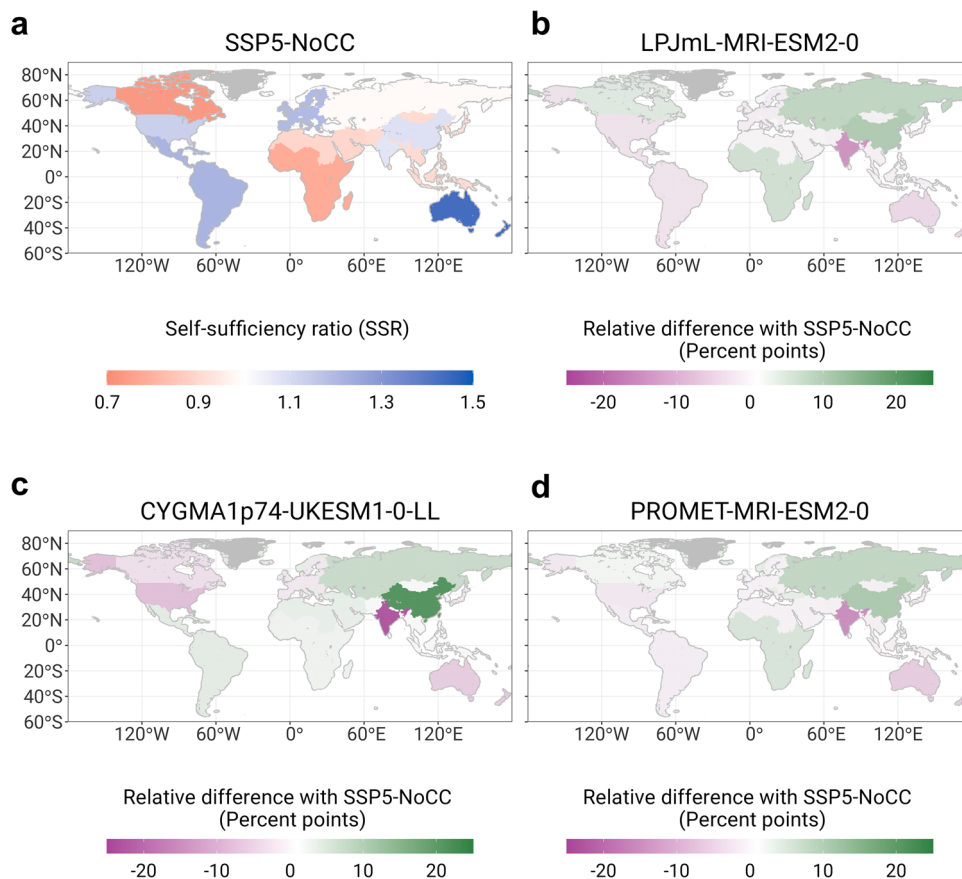 a
SSP5-NoCC
80°N
60°N
40°N
20°N
0°
20°S
40°S
60°S
120°W 60°W 0° 60°E 120°E
Self-sufficiency ratio (SSR)
0.7 0.9 1.1 1.3 1.5
b
LPJmL-MRI-ESM2-0
120°W 60°W 0° 60°E 120°E
Relative difference with SSP5-NoCC
(Percent points)
-20 -10 0 10 20
c
CYGMA1p74-UKESM1-0-LL
80°N
60°N
40°N
20°N
0°
20°S
40°S
60°S
120°W 60°W 0° 60°E 120°E
Relative difference with SSP5-NoCC
(Percent points)
-20 -10 0 10 20
d
PROMET-MRI-ESM2-0
120°W 60°W 0° 60°E 120°E
Relative difference with SSP5-NoCC
(Percent points)
-20 -10 0 10 20